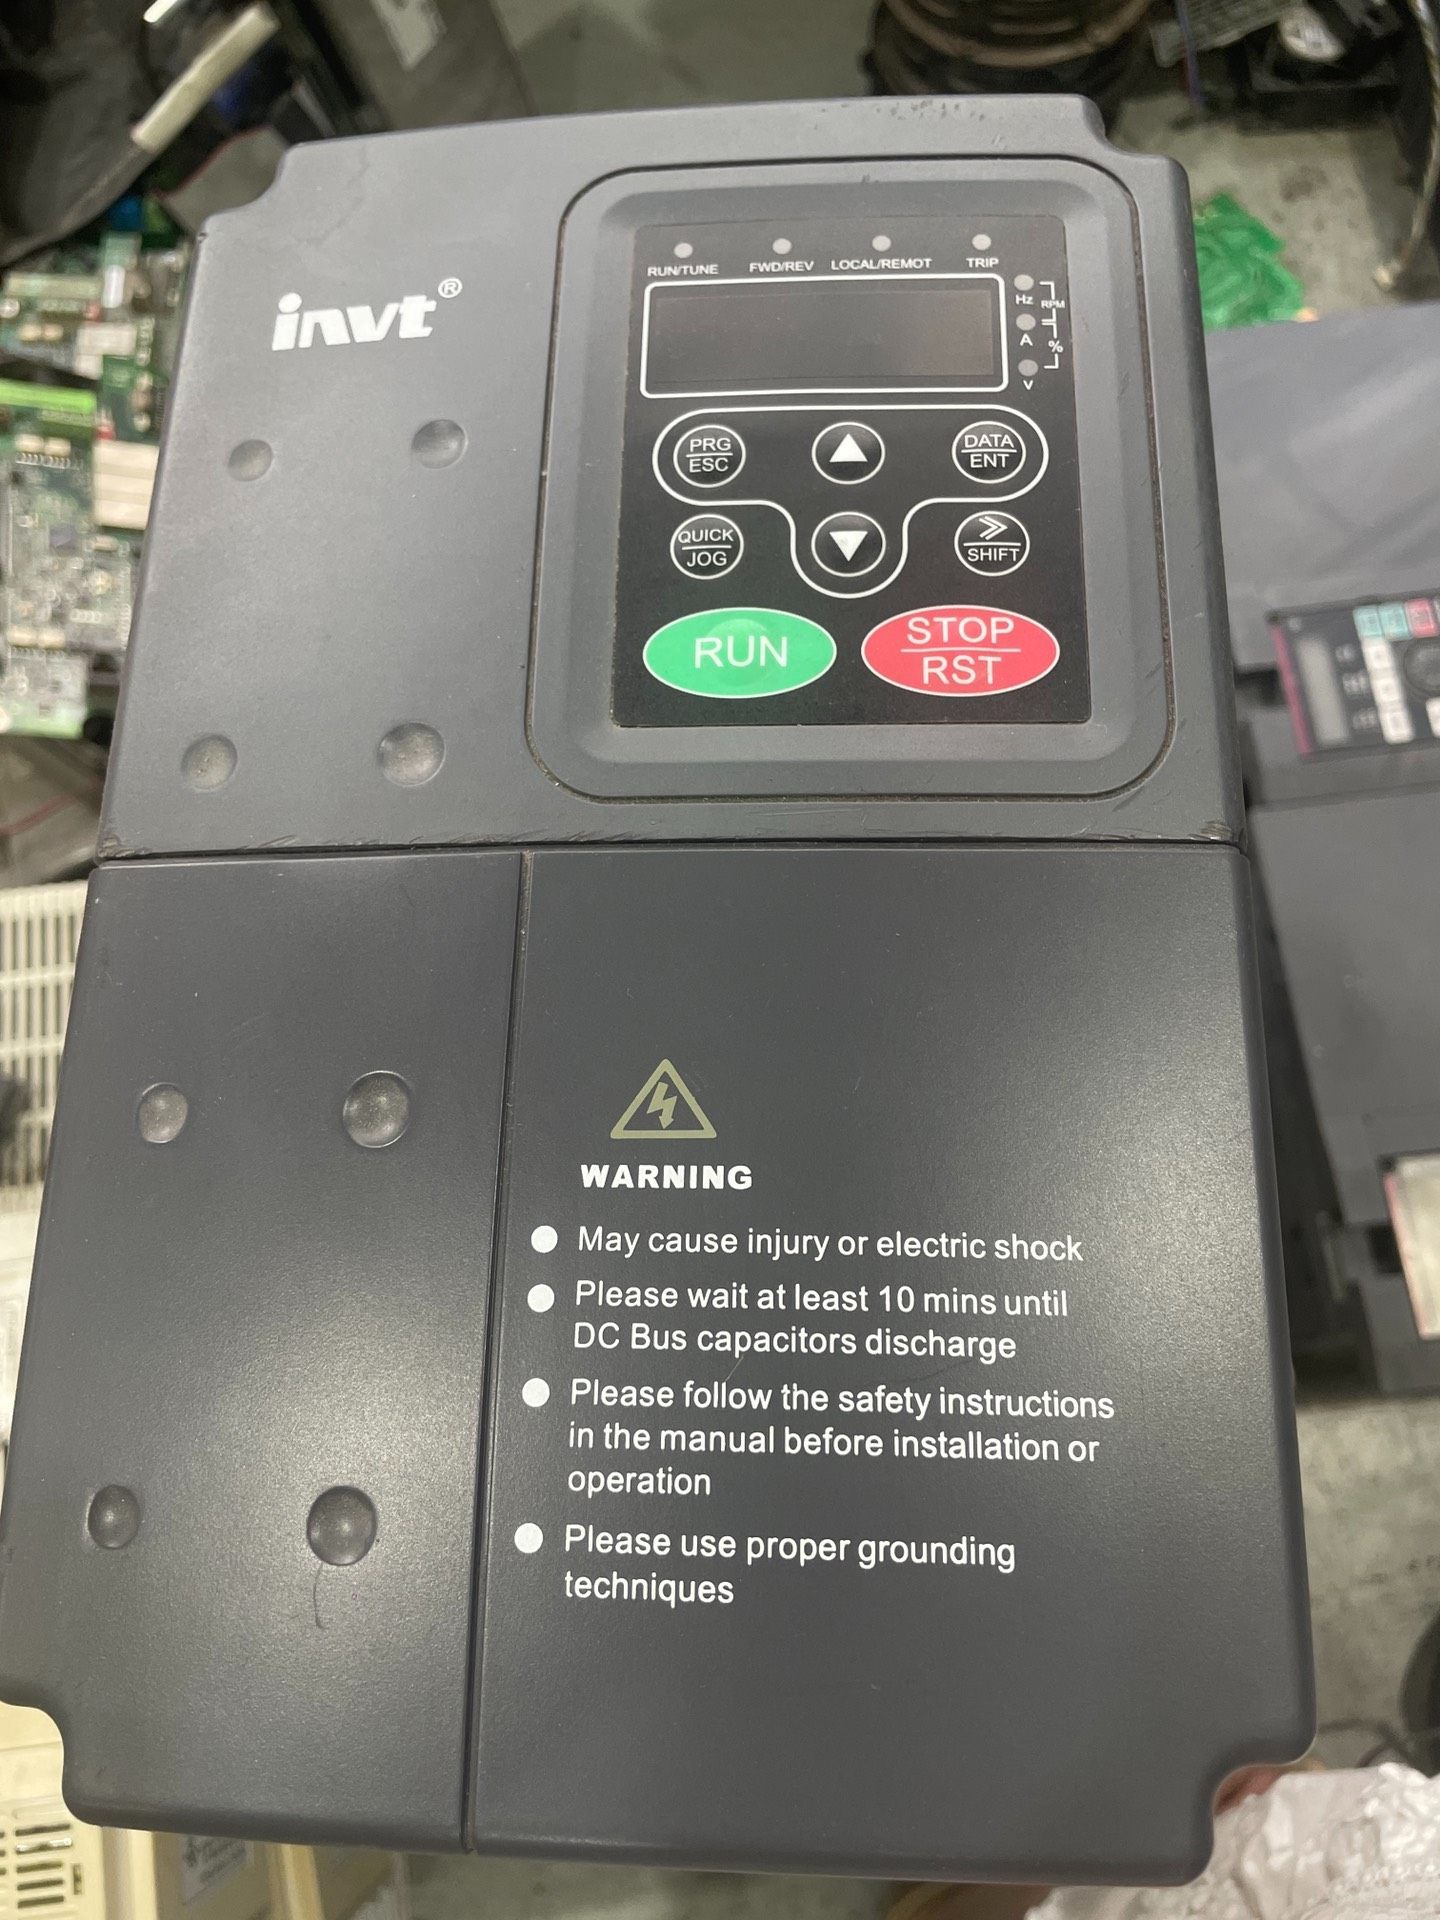 invt®
RUN/TUNE FWD/REV LOCAL/REMOT TRIP
Hz RPM
A %
V
PRG
ESC
DATA
ENT
QUICK
JOG
SHIFT
RUN
STOP
RST
WARNING
May cause injury or electric shock
Please wait at least 10 mins until
DC Bus capacitors discharge
Please follow the safety instructions
in the manual before installation or
operation
Please use proper grounding
techniques